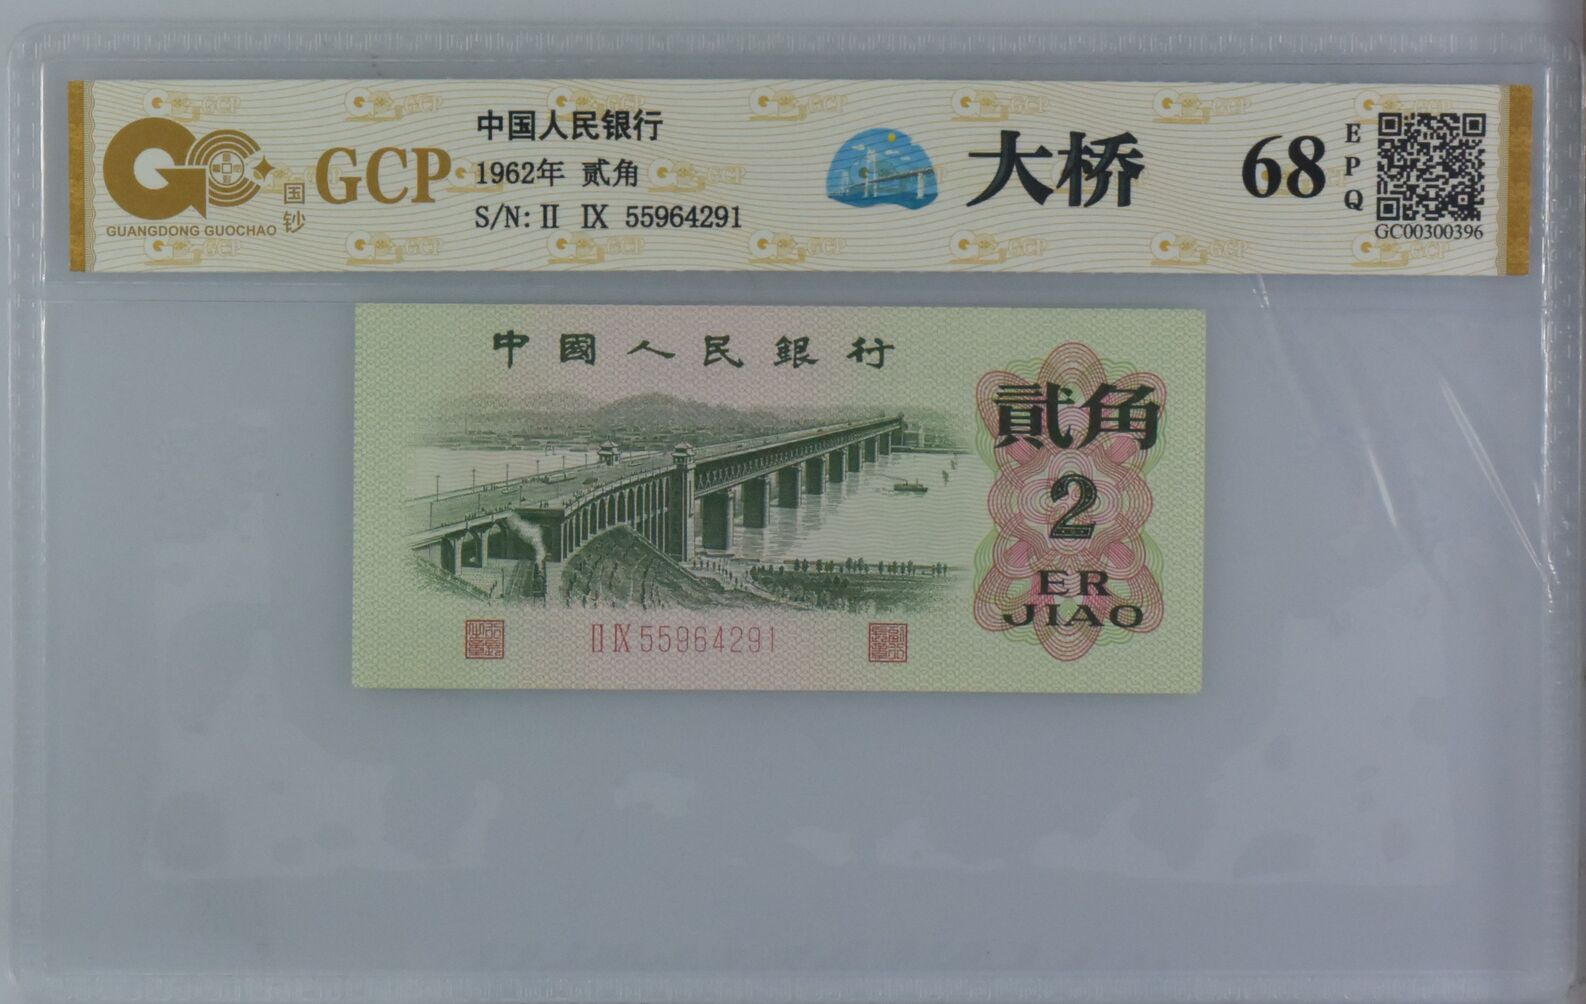 GCP
GUANGDONG GUOCHAO
国钞
中国人民银行
1962年 贰角
S/N: II IX 55964291
大桥
68
EPQ
GC00300396
中國人民銀行
貳角
2
ER
JIAO
II IX 55964291